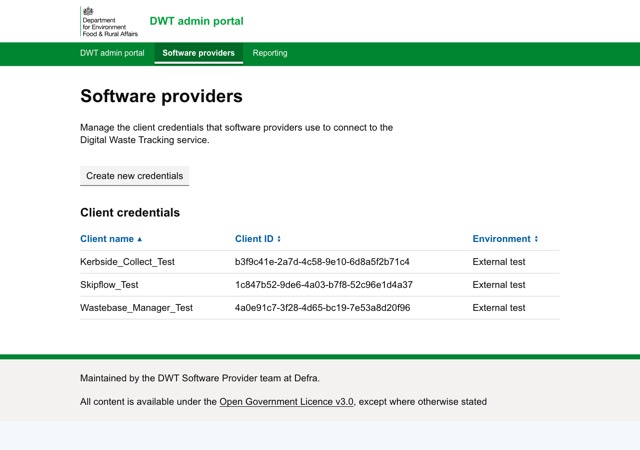 Department
for Environment
Food & Rural Affairs
DWT admin portal
DWT admin portal Software providers Reporting
Software providers
Manage the client credentials that software providers use to connect to the
Digital Waste Tracking service.
Create new credentials
Client credentials
Client name ▲ Client ID Environment
Kerbside_Collect_Test b3f9c41e-2a7d-4c58-9e10-6d8a5f2b71c4 External test
Skipflow_Test 1c847b52-9de6-4a03-b7f8-52c96e1d4a37 External test
Wastebase_Manager_Test 4a0e91c7-3f28-4d65-bc19-7e53a8d20f96 External test
Maintained by the DWT Software Provider team at Defra.
All content is available under the Open Government Licence v3.0, except where otherwise stated